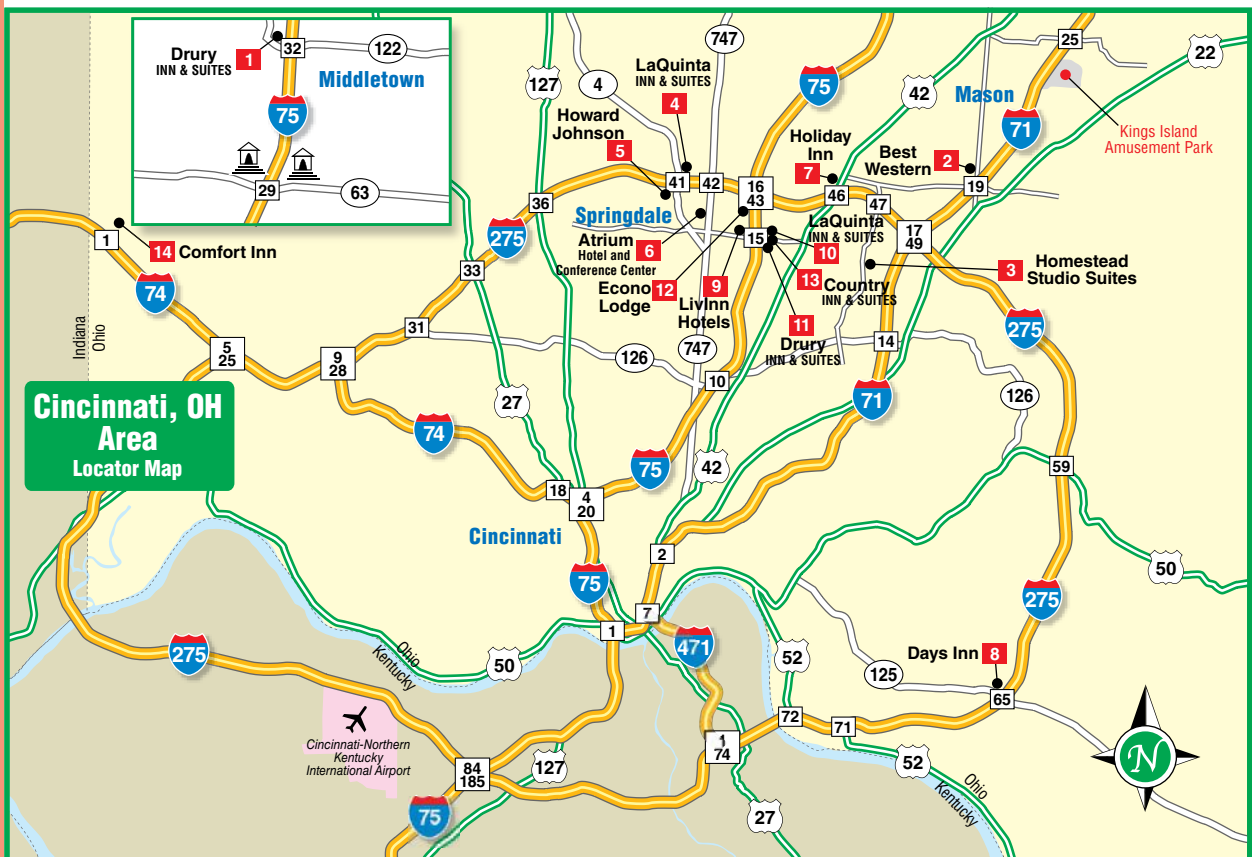 Drury
INN & SUITES
1
32
122
Middletown
75
29
63
127
4
747
LaQuinta
INN & SUITES
4
75
42
25
22
Mason
71
Kings Island
Amusement Park
Howard
Johnson
5
Holiday
Inn
7
Best
Western
2
41
42
16
43
46
47
19
36
Springdale
275
Atrium
Hotel and
Conference Center
6
15
LaQuinta
INN & SUITES
10
17
49
1
14
Comfort Inn
74
33
Econo
Lodge
12
9
LivInn
Hotels
13
Country
INN & SUITES
3
Homestead
Studio Suites
11
Drury
INN & SUITES
275
Indiana
Ohio
5
25
9
28
31
126
747
10
14
126
71
Cincinnati, OH
Area
Locator Map
27
74
75
42
59
18
4
20
Cincinnati
2
50
75
275
7
1
471
275
Ohio
Kentucky
50
52
125
Days Inn
8
65
72
71
1
74
52
Ohio
Kentucky
N
Cincinnati-Northern
Kentucky
International Airport
84
185
127
75
27